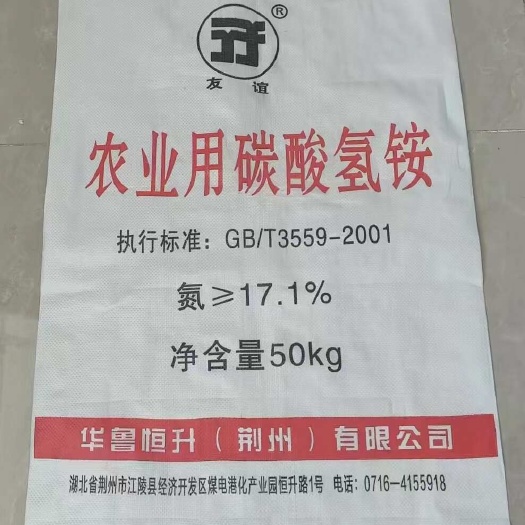 ®
友谊
农业用碳酸氢铵
执行标准：GB/T3559-2001
氮≥17.1%
净含量50kg
华鲁恒升（荆州）有限公司
湖北省荆州市江陵县经济开发区煤电港化产业园恒升路1号 电话：0716-4155918